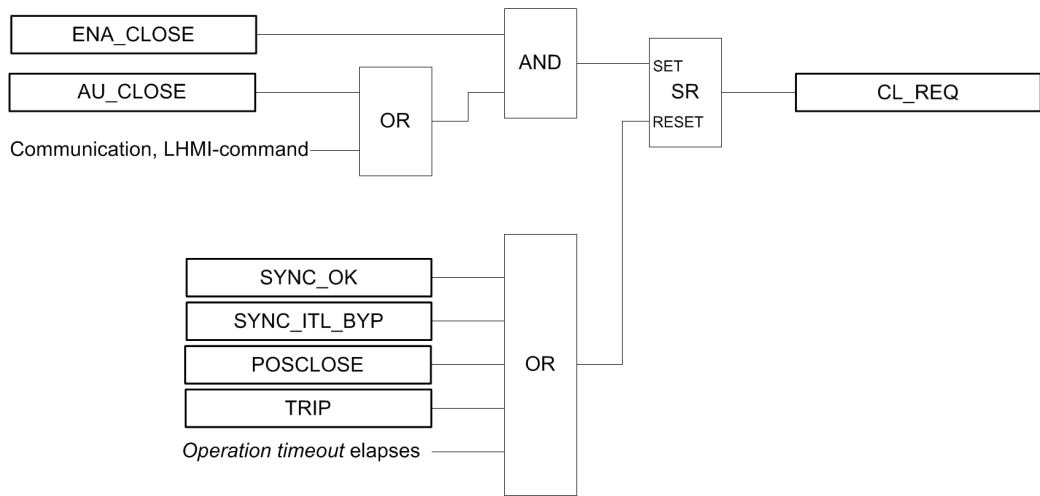 ENA_CLOSE
AU_CLOSE
Communication, LHMI-command
OR
AND
SET
SR
RESET
CL_REQ
SYNC_OK
SYNC_ITL_BYP
POSCLOSE
TRIP
Operation timeout elapses
OR